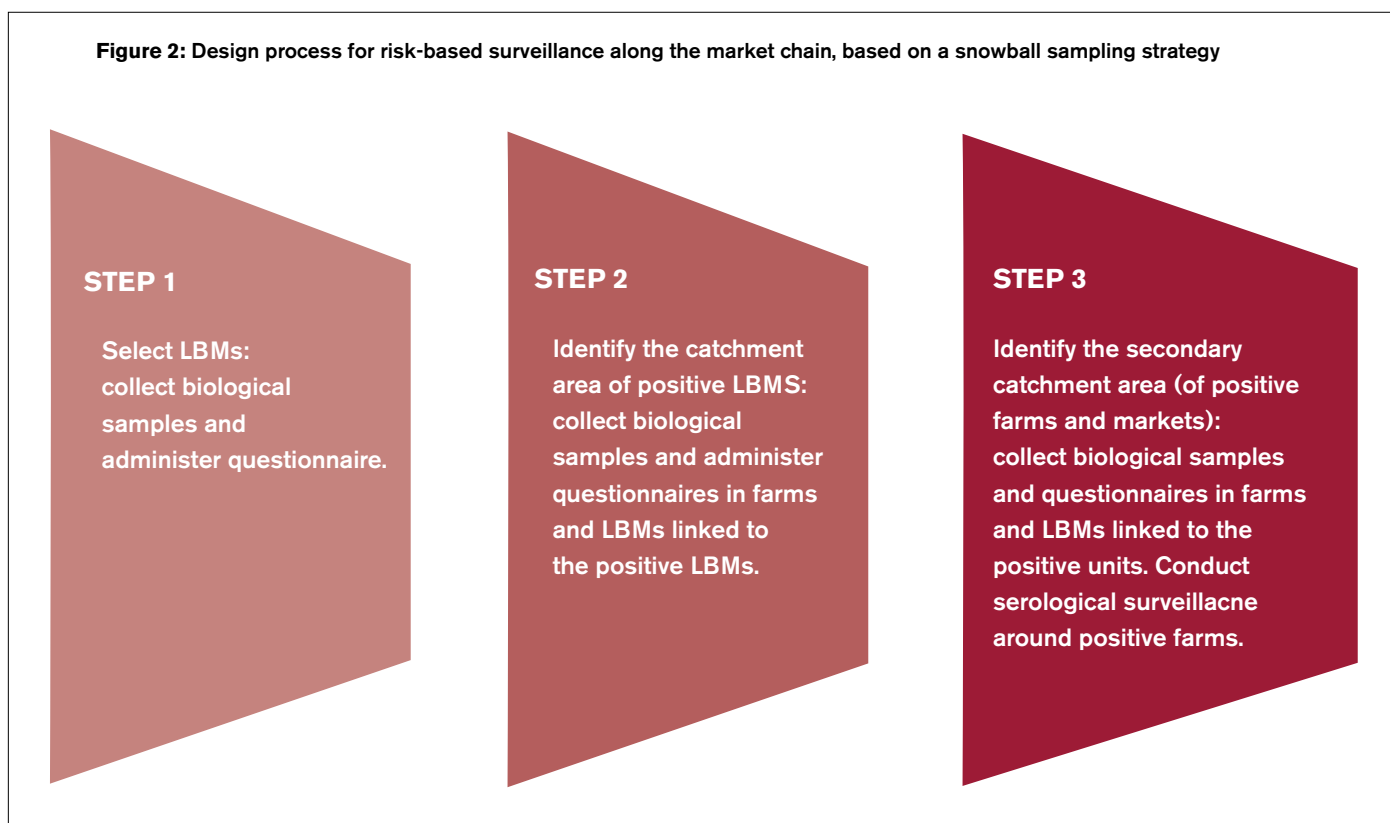 Figure 2: Design process for risk-based surveillance along the market chain, based on a snowball sampling strategy
STEP 1
Select LBMs:
collect biological
samples and
administer questionnaire.
STEP 2
Identify the catchment
area of positive LBMS:
collect biological
samples and administer
questionnaires in farms
and LBMs linked to
the positive LBMs.
STEP 3
Identify the secondary
catchment area (of positive
farms and markets):
collect biological samples
and questionnaires in farms
and LBMs linked to the
positive units. Conduct
serological surveillacne
around positive farms.